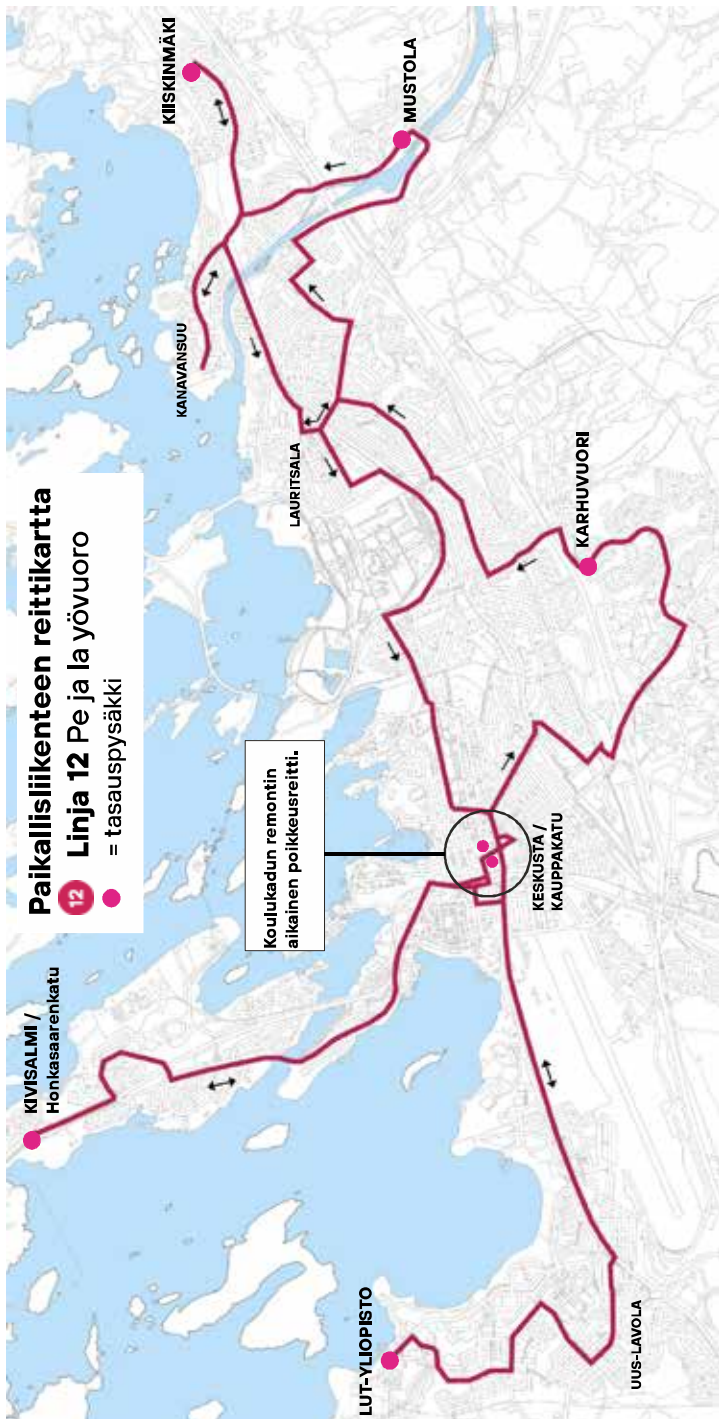 Paikallisliikenteen reittikartta
12 Linja 12 Pe ja la yövuoro
= tasauspysäkki
KIVISALMI /
Honkasaarenkatu
Koulukadun remontin
aikainen poikkeusreitti.
KIISKINMÄKI
MUSTOLA
KANAVANSUU
LAURITSALA
KARHUVUORI
KESKUSTA /
KAUPPAKATU
LUT-YLIOPISTO
UUS-LAVOLA